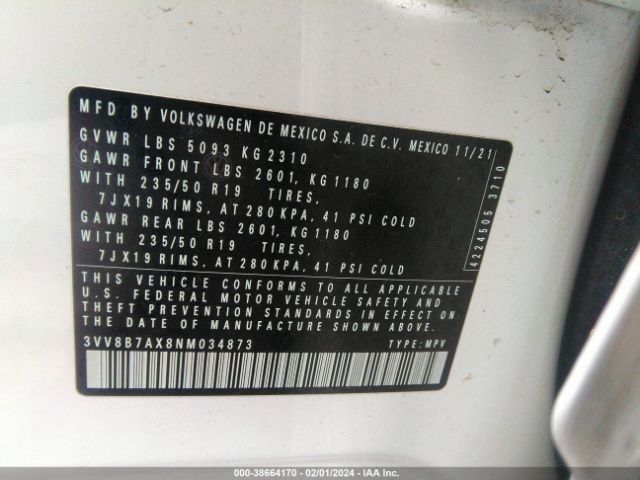 MFD BY VOLKSWAGEN DE MEXICO S.A. DE C.V. MEXICO 11/21
GVWR LBS 5093 KG 2310
GAWR FRONT LBS 2601, KG 1180
WITH 235/50 R19 TIRES,
7JX19 RIMS, AT 280 KPA, 41 PSI COLD
GAWR REAR LBS 2601, KG 1180
WITH 235/50 R19 TIRES,
7JX19 RIMS, AT 280 KPA, 41 PSI COLD
4224505 3710
THIS VEHICLE CONFORMS TO ALL APPLICABLE
U.S. FEDERAL MOTOR VEHICLE SAFETY AND
THEFT PREVENTION STANDARDS IN EFFECT ON
THE DATE OF MANUFACTURE SHOWN ABOVE.
3VV8B7AX8NM034873 TYPE: MPV
000-38664170 - 02/01/2024 - IAA Inc.